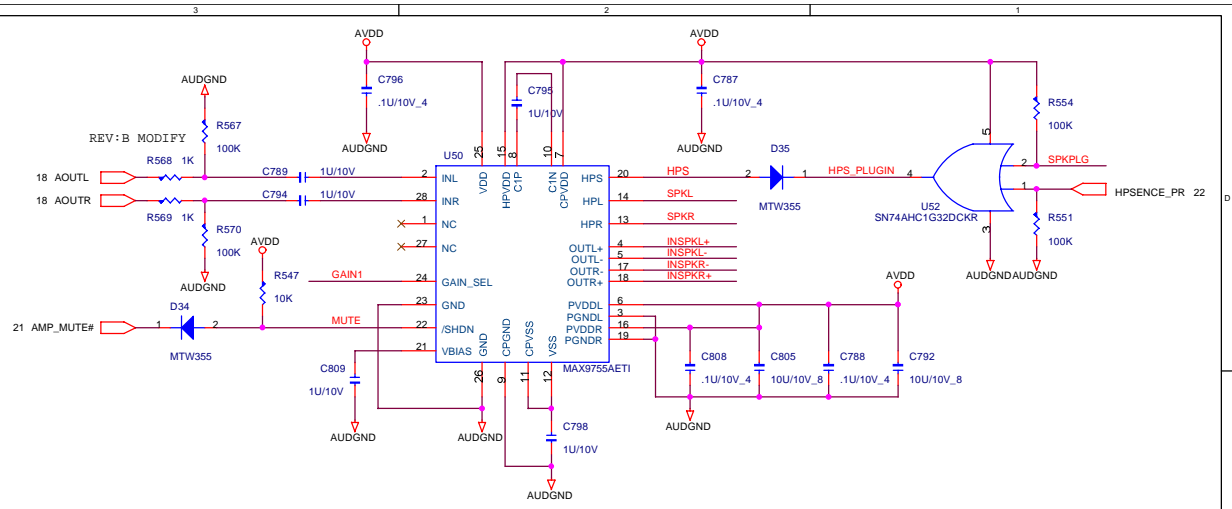 3 2 1
AVDD AVDD
AUDGND
C796
.1U/10V_4
C795
1U/10V
C787
.1U/10V_4
R554
100K
REV:B MODIFY
R567
100K
AUDGND AUDGND
U50
D35
5
D
25 15 8 10 7
R568 1K
C789 1U/10V
18 AOUTL
2 INL
VDD HPVDD C1P C1N CPVDD
HPS 20 HPS
2 1 HPS_PLUGIN 4
2 SPKPLG
MTW355
18 AOUTR
C794 1U/10V
28 INR
HPL 14 SPKL
1 HPSENCE_PR 22
R569 1K
U52
SN74AHC1G32DCKR
1 NC
HPR 13 SPKR
3
R551
100K
R570
100K
27 NC
OUTL+ 4 INSPKL+
OUTL- 5 INSPKL-
OUTR- 17 INSPKR-
OUTR+ 18 INSPKR+
AVDD
AUDGND
AUDGND AUDGND
R547
10K
GAIN1 24 GAIN_SEL
AVDD
23 GND
PVDDL 6
PGNDL 3
PVDDR 16
PGNDR 19
D34
21 AMP_MUTE#
1 2
MUTE 22 /SHDN
MTW355
21 VBIAS
GND CPGND CPVSS VSS
MAX9755AETI
C809
1U/10V
26 9 11 12
C808
.1U/10V_4
C805
10U/10V_8
C788
.1U/10V_4
C792
10U/10V_8
AUDGND AUDGND
C798
1U/10V
AUDGND
AUDGND